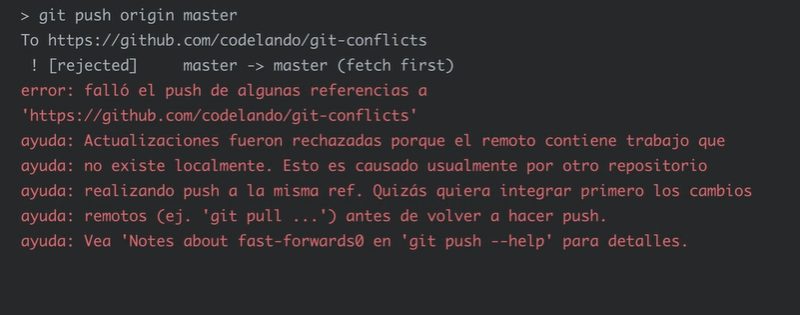 > git push origin master
To https://github.com/codelando/git-conflicts
! [rejected] master -> master (fetch first)
error: falló el push de algunas referencias a
'https://github.com/codelando/git-conflicts'
ayuda: Actualizaciones fueron rechazadas porque el remoto contiene trabajo que
ayuda: no existe localmente. Esto es causado usualmente por otro repositorio
ayuda: realizando push a la misma ref. Quizás quiera integrar primero los cambios
ayuda: remotos (ej. 'git pull ...') antes de volver a hacer push.
ayuda: Vea 'Notes about fast-forwards0 en 'git push --help' para detalles.